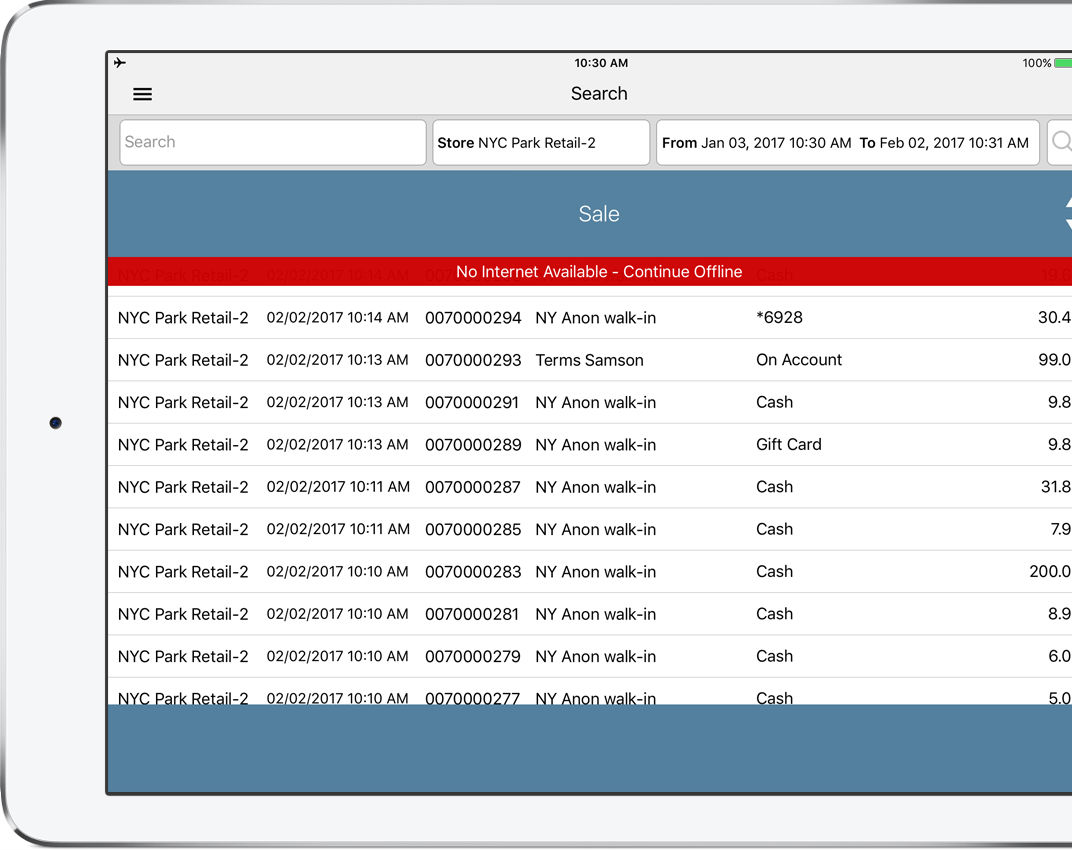 10:30 AM 100%
Search
Search Store NYC Park Retail-2 From Jan 03, 2017 10:30 AM To Feb 02, 2017 10:31 AM
Sale
No Internet Available - Continue Offline
NYC Park Retail-2 02/02/2017 10:14 AM Cash
NYC Park Retail-2 02/02/2017 10:14 AM 0070000294 NY Anon walk-in *6928 30.4
NYC Park Retail-2 02/02/2017 10:13 AM 0070000293 Terms Samson On Account 99.0
NYC Park Retail-2 02/02/2017 10:13 AM 0070000291 NY Anon walk-in Cash 9.8
NYC Park Retail-2 02/02/2017 10:13 AM 0070000289 NY Anon walk-in Gift Card 9.8
NYC Park Retail-2 02/02/2017 10:11 AM 0070000287 NY Anon walk-in Cash 31.8
NYC Park Retail-2 02/02/2017 10:11 AM 0070000285 NY Anon walk-in Cash 7.9
NYC Park Retail-2 02/02/2017 10:10 AM 0070000283 NY Anon walk-in Cash 200.0
NYC Park Retail-2 02/02/2017 10:10 AM 0070000281 NY Anon walk-in Cash 8.9
NYC Park Retail-2 02/02/2017 10:10 AM 0070000279 NY Anon walk-in Cash 6.0
NYC Park Retail-2 02/02/2017 10:10 AM 0070000277 NY Anon walk-in Cash 5.0